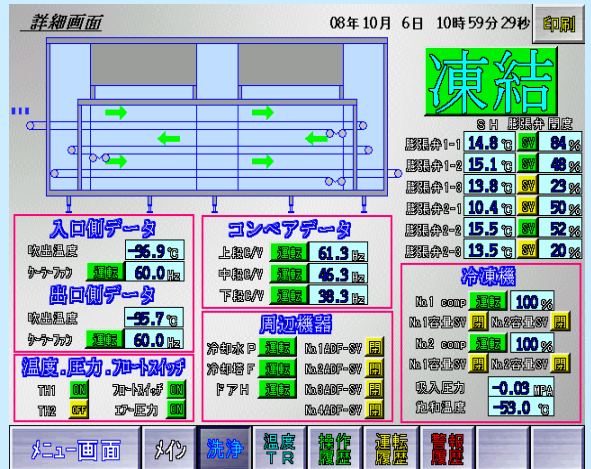 詳細画面
08年10月 6日 10時59分29秒
印刷
凍結
SH 膨張弁開度
膨張弁1-1 14.8 ℃ SV 84 %
膨張弁1-2 15.1 ℃ SV 48 %
膨張弁1-3 13.8 ℃ SV 23 %
膨張弁2-1 10.4 ℃ SV 50 %
膨張弁2-2 15.5 ℃ SV 52 %
膨張弁2-3 13.5 ℃ SV 20 %
入口側データ
吹出温度 -36.9 ℃
ｸｰﾗｰﾌｧﾝ 運転 60.0 Hz
出口側データ
吹出温度 -35.7 ℃
ｸｰﾗｰﾌｧﾝ 運転 60.0 Hz
コンベアデータ
上段C/V 運転 61.3 Hz
中段C/V 運転 46.3 Hz
下段C/V 運転 38.3 Hz
周辺機器
冷却水P 運転 No.1ADF-SV 開
冷却塔F 運転 No.2ADF-SV 開
ドアH 運転 No.3ADF-SV 開
No.4ADF-SV 開
冷凍機
No.1 comp 運転 100 %
No.1容量SV 開 No.2容量SV 開
No.2 comp 運転 100 %
No.1容量SV 開 No.2容量SV 開
吸入圧力 -0.03 MPA
飽和温度 -53.0 ℃
温度．圧力．ﾌﾛｰﾄｽｲｯﾁ
TH1 ON ﾌﾛｰﾄｽｲｯﾁ ON
TH2 OFF ｴｱｰ圧力 ON
メニュー画面
メイン
洗浄
温度TR
操作履歴
運転履歴
警報履歴